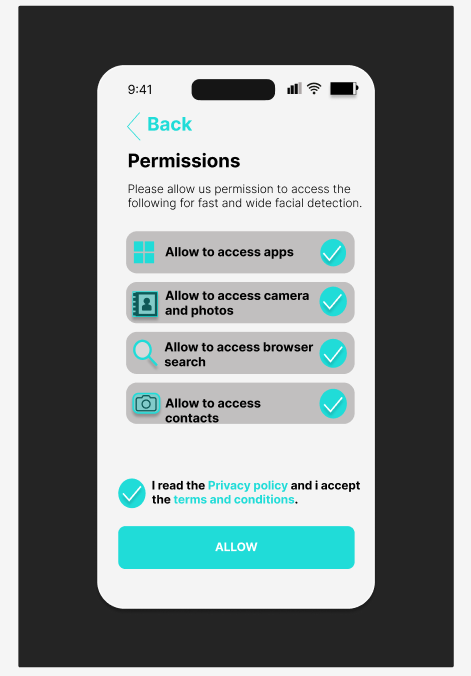 9:41
Back
Permissions
Please allow us permission to access the
following for fast and wide facial detection.
Allow to access apps
Allow to access camera
and photos
Allow to access browser
search
Allow to access
contacts
I read the Privacy policy and i accept
the terms and conditions.
ALLOW